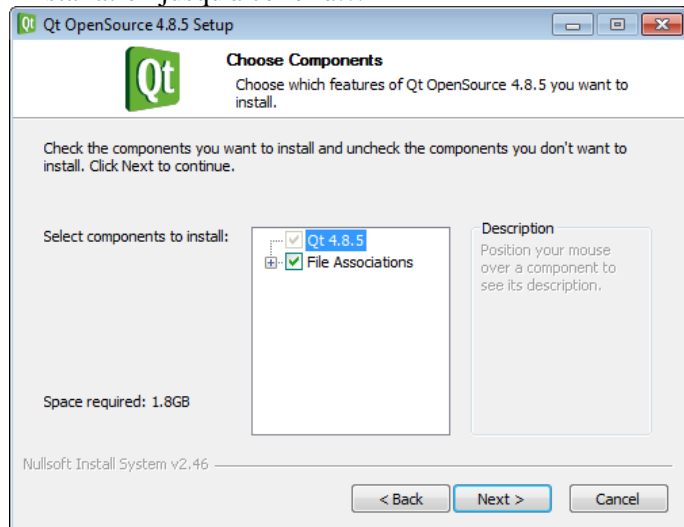 Qt OpenSource 4.8.5 Setup
Qt
Choose Components
Choose which features of Qt OpenSource 4.8.5 you want to
install.
Check the components you want to install and uncheck the components you don't want to
install. Click Next to continue.
Select components to install:
Qt 4.8.5
File Associations
Description
Position your mouse
over a component to
see its description.
Space required: 1.8GB
Nullsoft Install System v2.46
< Back
Next >
Cancel